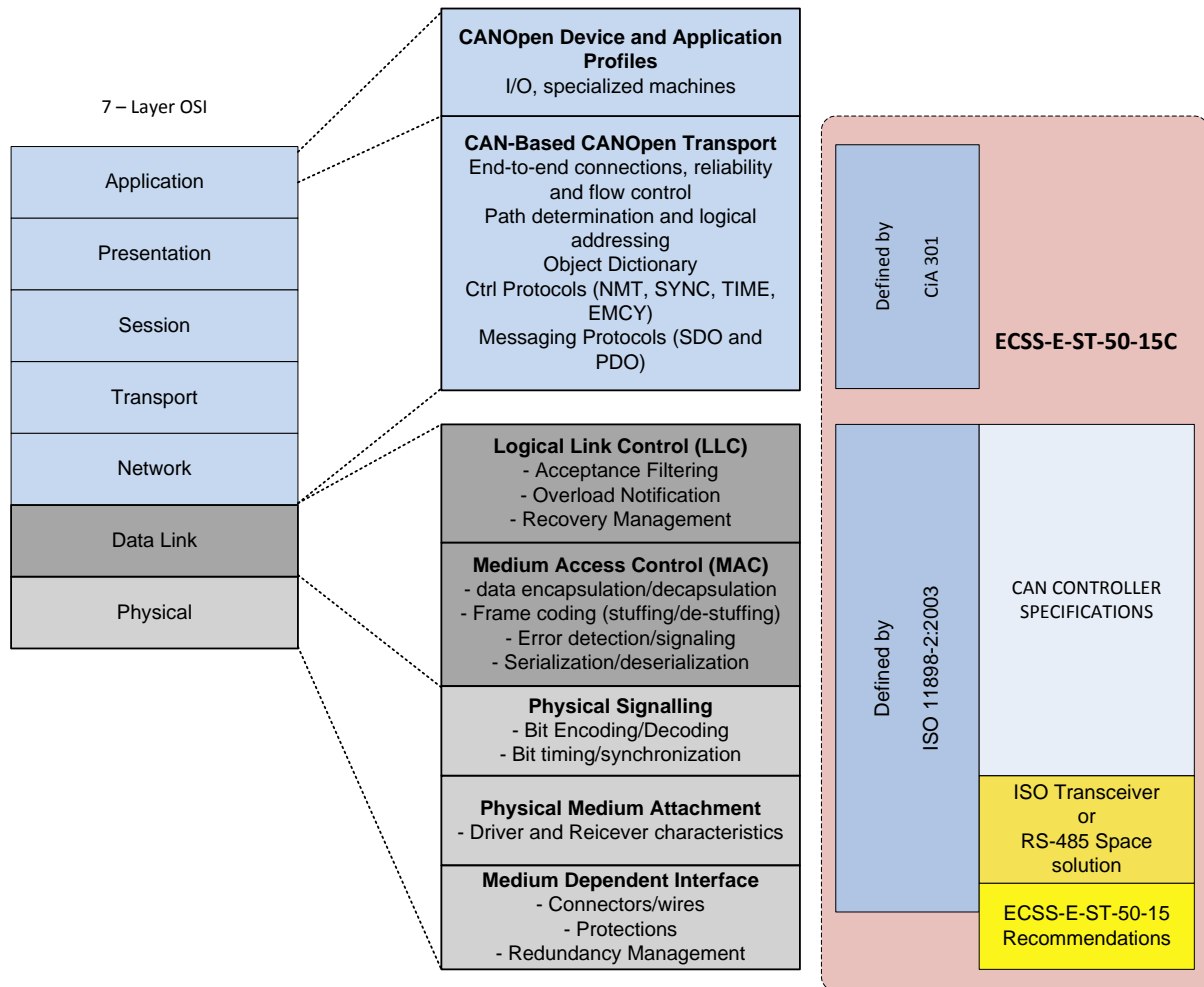 7 – Layer OSI
Application
Presentation
Session
Transport
Network
Data Link
Physical
CANOpen Device and Application
Profiles
I/O, specialized machines
CAN-Based CANOpen Transport
End-to-end connections, reliability
and flow control
Path determination and logical
addressing
Object Dictionary
Ctrl Protocols (NMT, SYNC, TIME,
EMCY)
Messaging Protocols (SDO and
PDO)
Logical Link Control (LLC)
- Acceptance Filtering
- Overload Notification
- Recovery Management
Medium Access Control (MAC)
- data encapsulation/decapsulation
- Frame coding (stuffing/de-stuffing)
- Error detection/signaling
- Serialization/deserialization
Physical Signalling
- Bit Encoding/Decoding
- Bit timing/synchronization
Physical Medium Attachment
- Driver and Reicever characteristics
Medium Dependent Interface
- Connectors/wires
- Protections
- Redundancy Management
Defined by
CiA 301
ECSS-E-ST-50-15C
Defined by
ISO 11898-2:2003
CAN CONTROLLER
SPECIFICATIONS
ISO Transceiver
or
RS-485 Space
solution
ECSS-E-ST-50-15
Recommendations